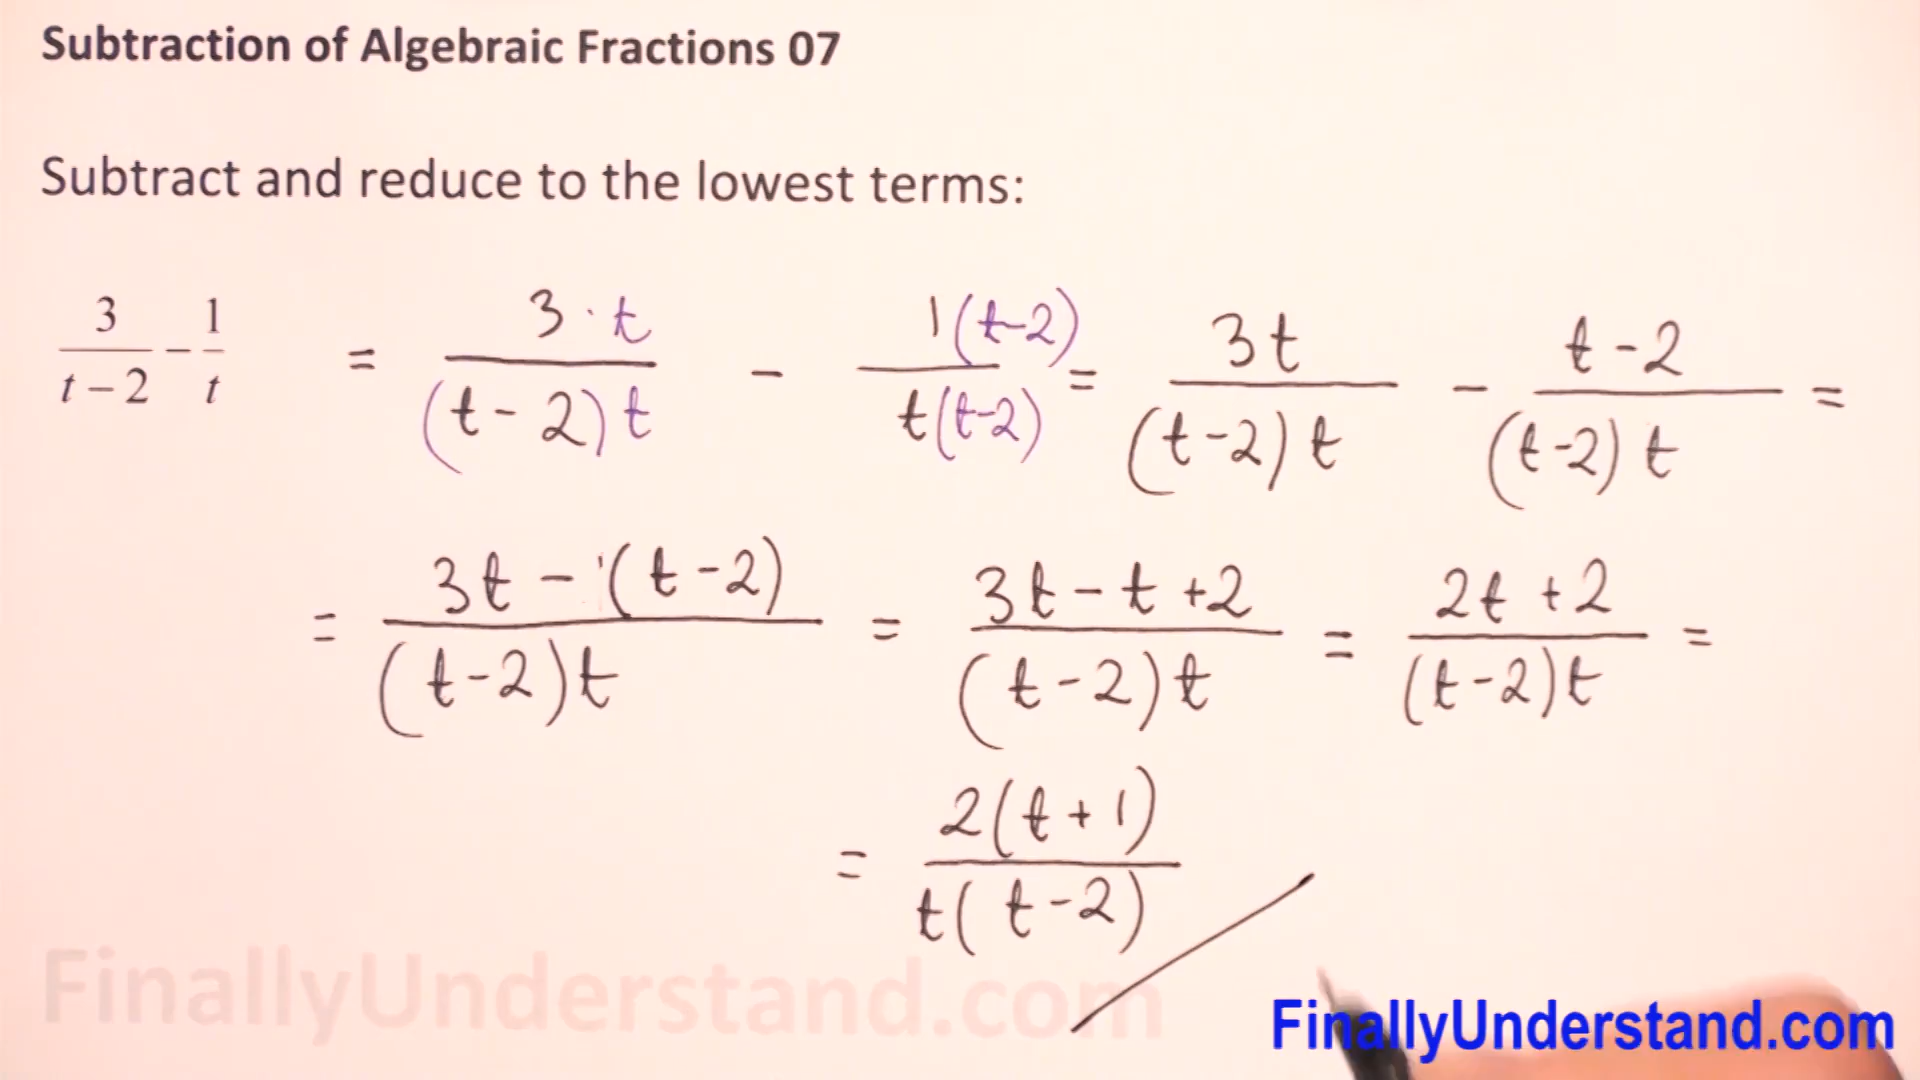 Subtraction of Algebraic Fractions 07
Subtract and reduce to the lowest terms:
3/(t-2) - 1/t = 3·t/(t-2)t - 1(t-2)/t(t-2) = 3t/(t-2)t - t-2/(t-2)t =
= 3t-(t-2)/(t-2)t = 3t-t+2/(t-2)t = 2t+2/(t-2)t =
= 2(t+1)/t(t-2)
FinallyUnderstand.com
FinallyUnderstand.com